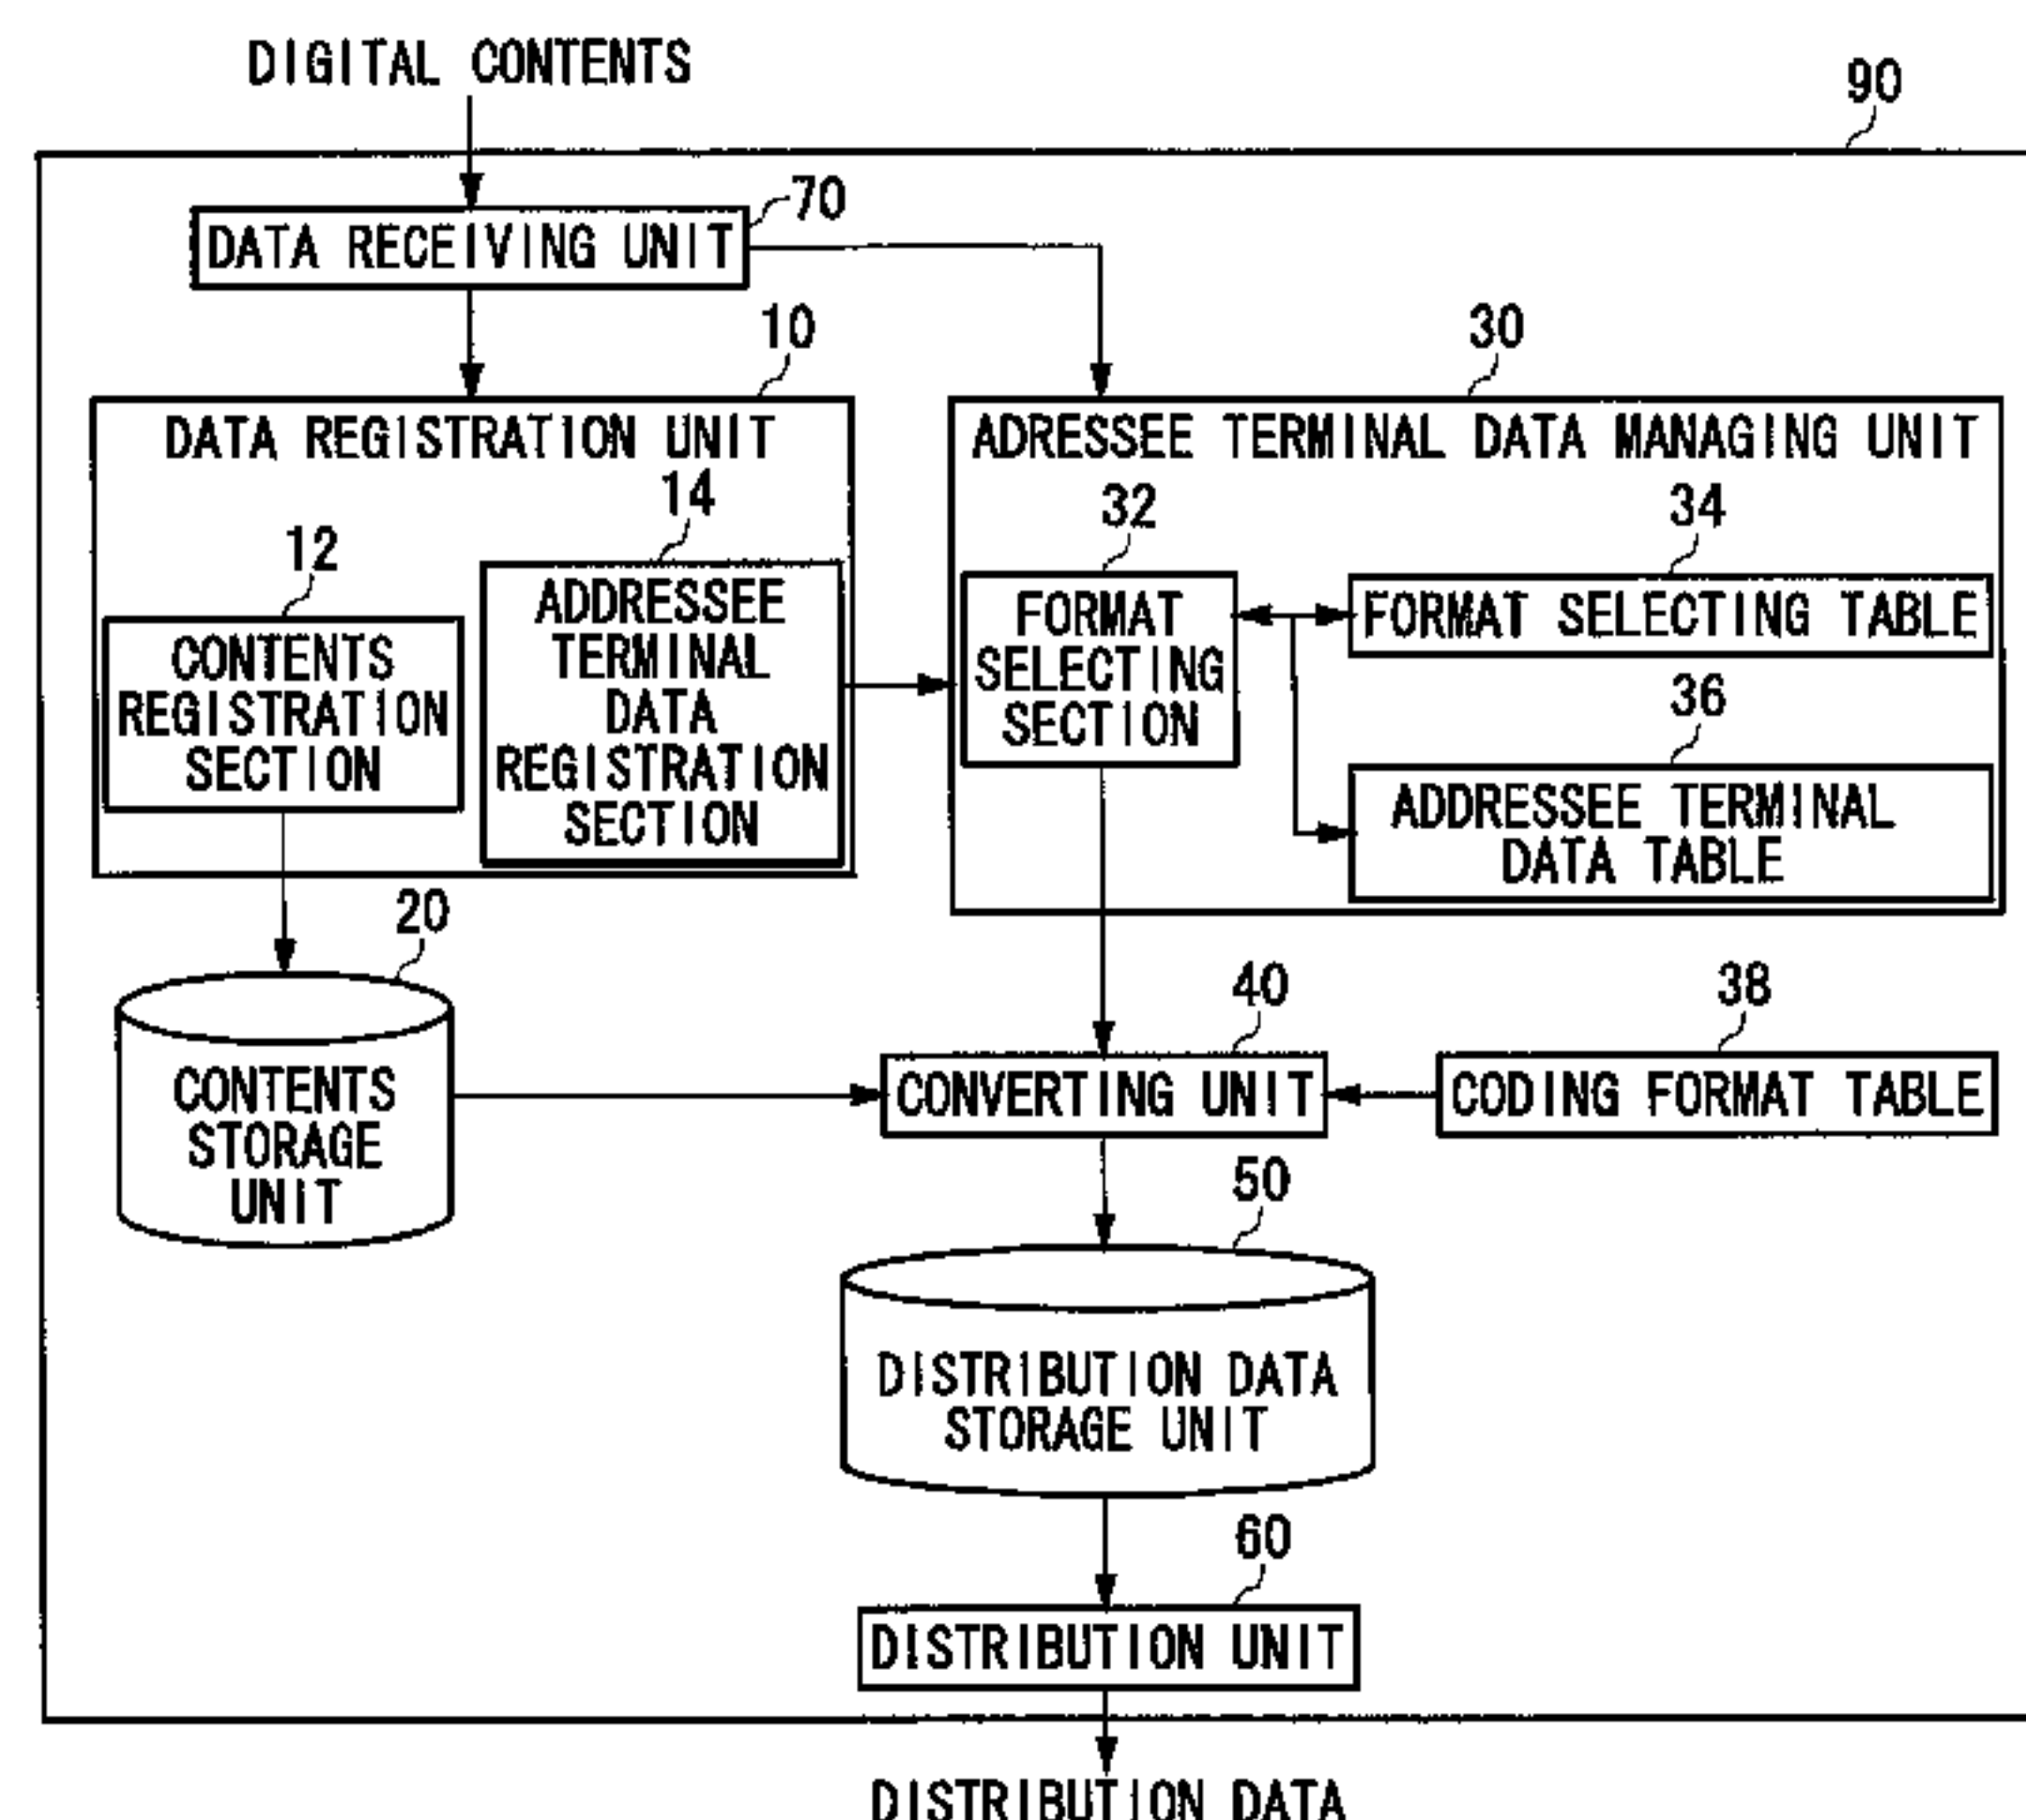 DIGITAL CONTENTS
90
70
DATA RECEIVING UNIT
10
30
DATA REGISTRATION UNIT
ADRESSEE TERMINAL DATA MANAGING UNIT
14
32
34
12
ADDRESSEE
TERMINAL
DATA
REGISTRATION
SECTION
FORMAT
SELECTING
SECTION
FORMAT SELECTING TABLE
CONTENTS
REGISTRATION
SECTION
36
ADDRESSEE TERMINAL
DATA TABLE
20
40
38
CONTENTS
STORAGE
UNIT
CONVERTING UNIT
CODING FORMAT TABLE
50
DISTRIBUTION DATA
STORAGE UNIT
60
DISTRIBUTION UNIT
DISTRIBUTION DATA